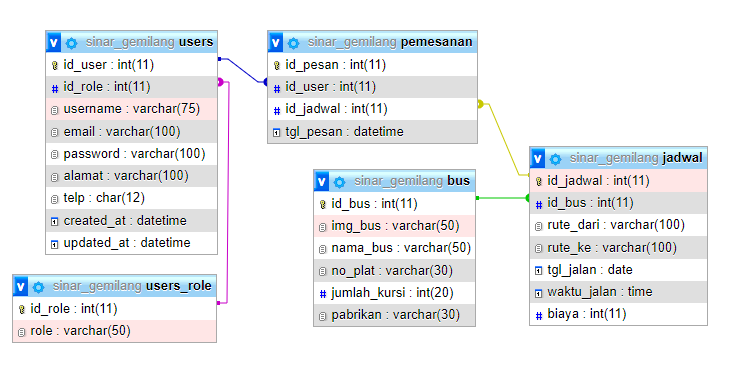 sinar_gemilang users
id_user : int(11)
id_role : int(11)
username : varchar(75)
email : varchar(100)
password : varchar(100)
alamat : varchar(100)
telp : char(12)
created_at : datetime
updated_at : datetime
sinar_gemilang users_role
id_role : int(11)
role : varchar(50)
sinar_gemilang pemesanan
id_pesan : int(11)
id_user : int(11)
id_jadwal : int(11)
tgl_pesan : datetime
sinar_gemilang bus
id_bus : int(11)
img_bus : varchar(50)
nama_bus : varchar(50)
no_plat : varchar(30)
jumlah_kursi : int(20)
pabrikan : varchar(30)
sinar_gemilang jadwal
id_jadwal : int(11)
id_bus : int(11)
rute_dari : varchar(100)
rute_ke : varchar(100)
tgl_jalan : date
waktu_jalan : time
biaya : int(11)